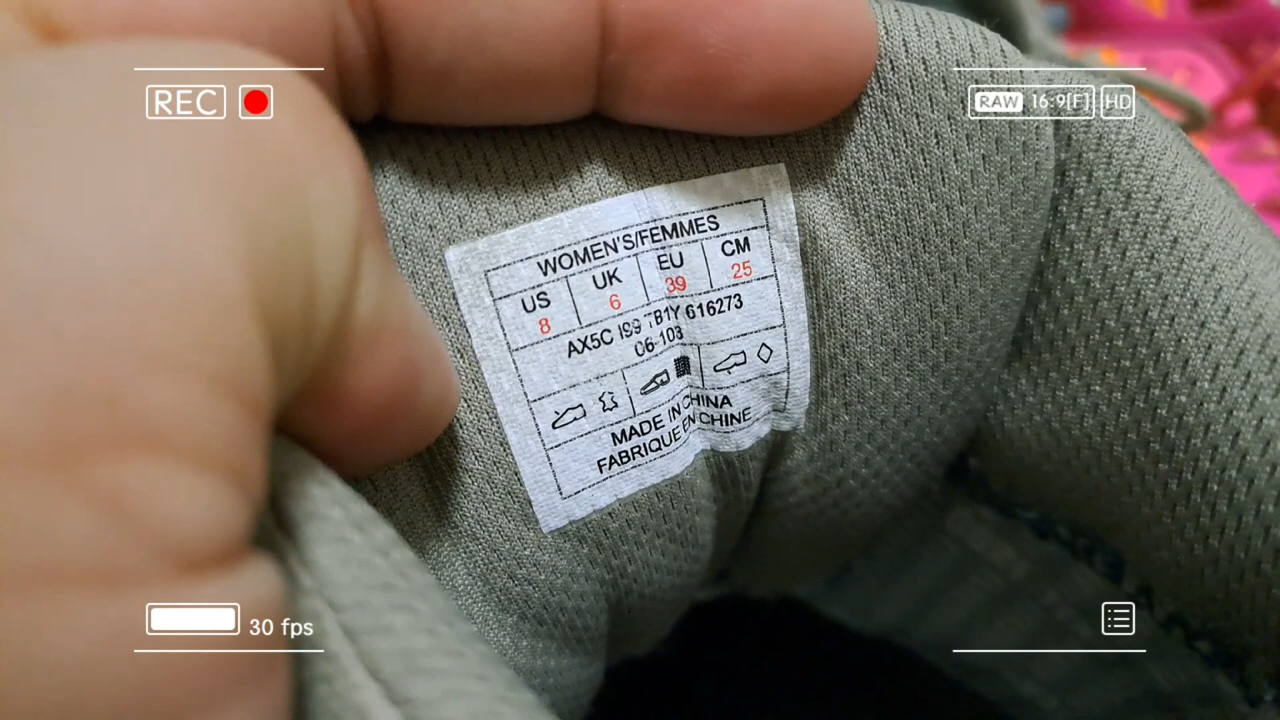 REC
RAW 16:9[F] HD
WOMEN'S/FEMMES
US UK EU CM
8 6 39 25
AX5C IS9 TB1Y 616273
06-103
MADE IN CHINA
FABRIQUE EN CHINE
30 fps